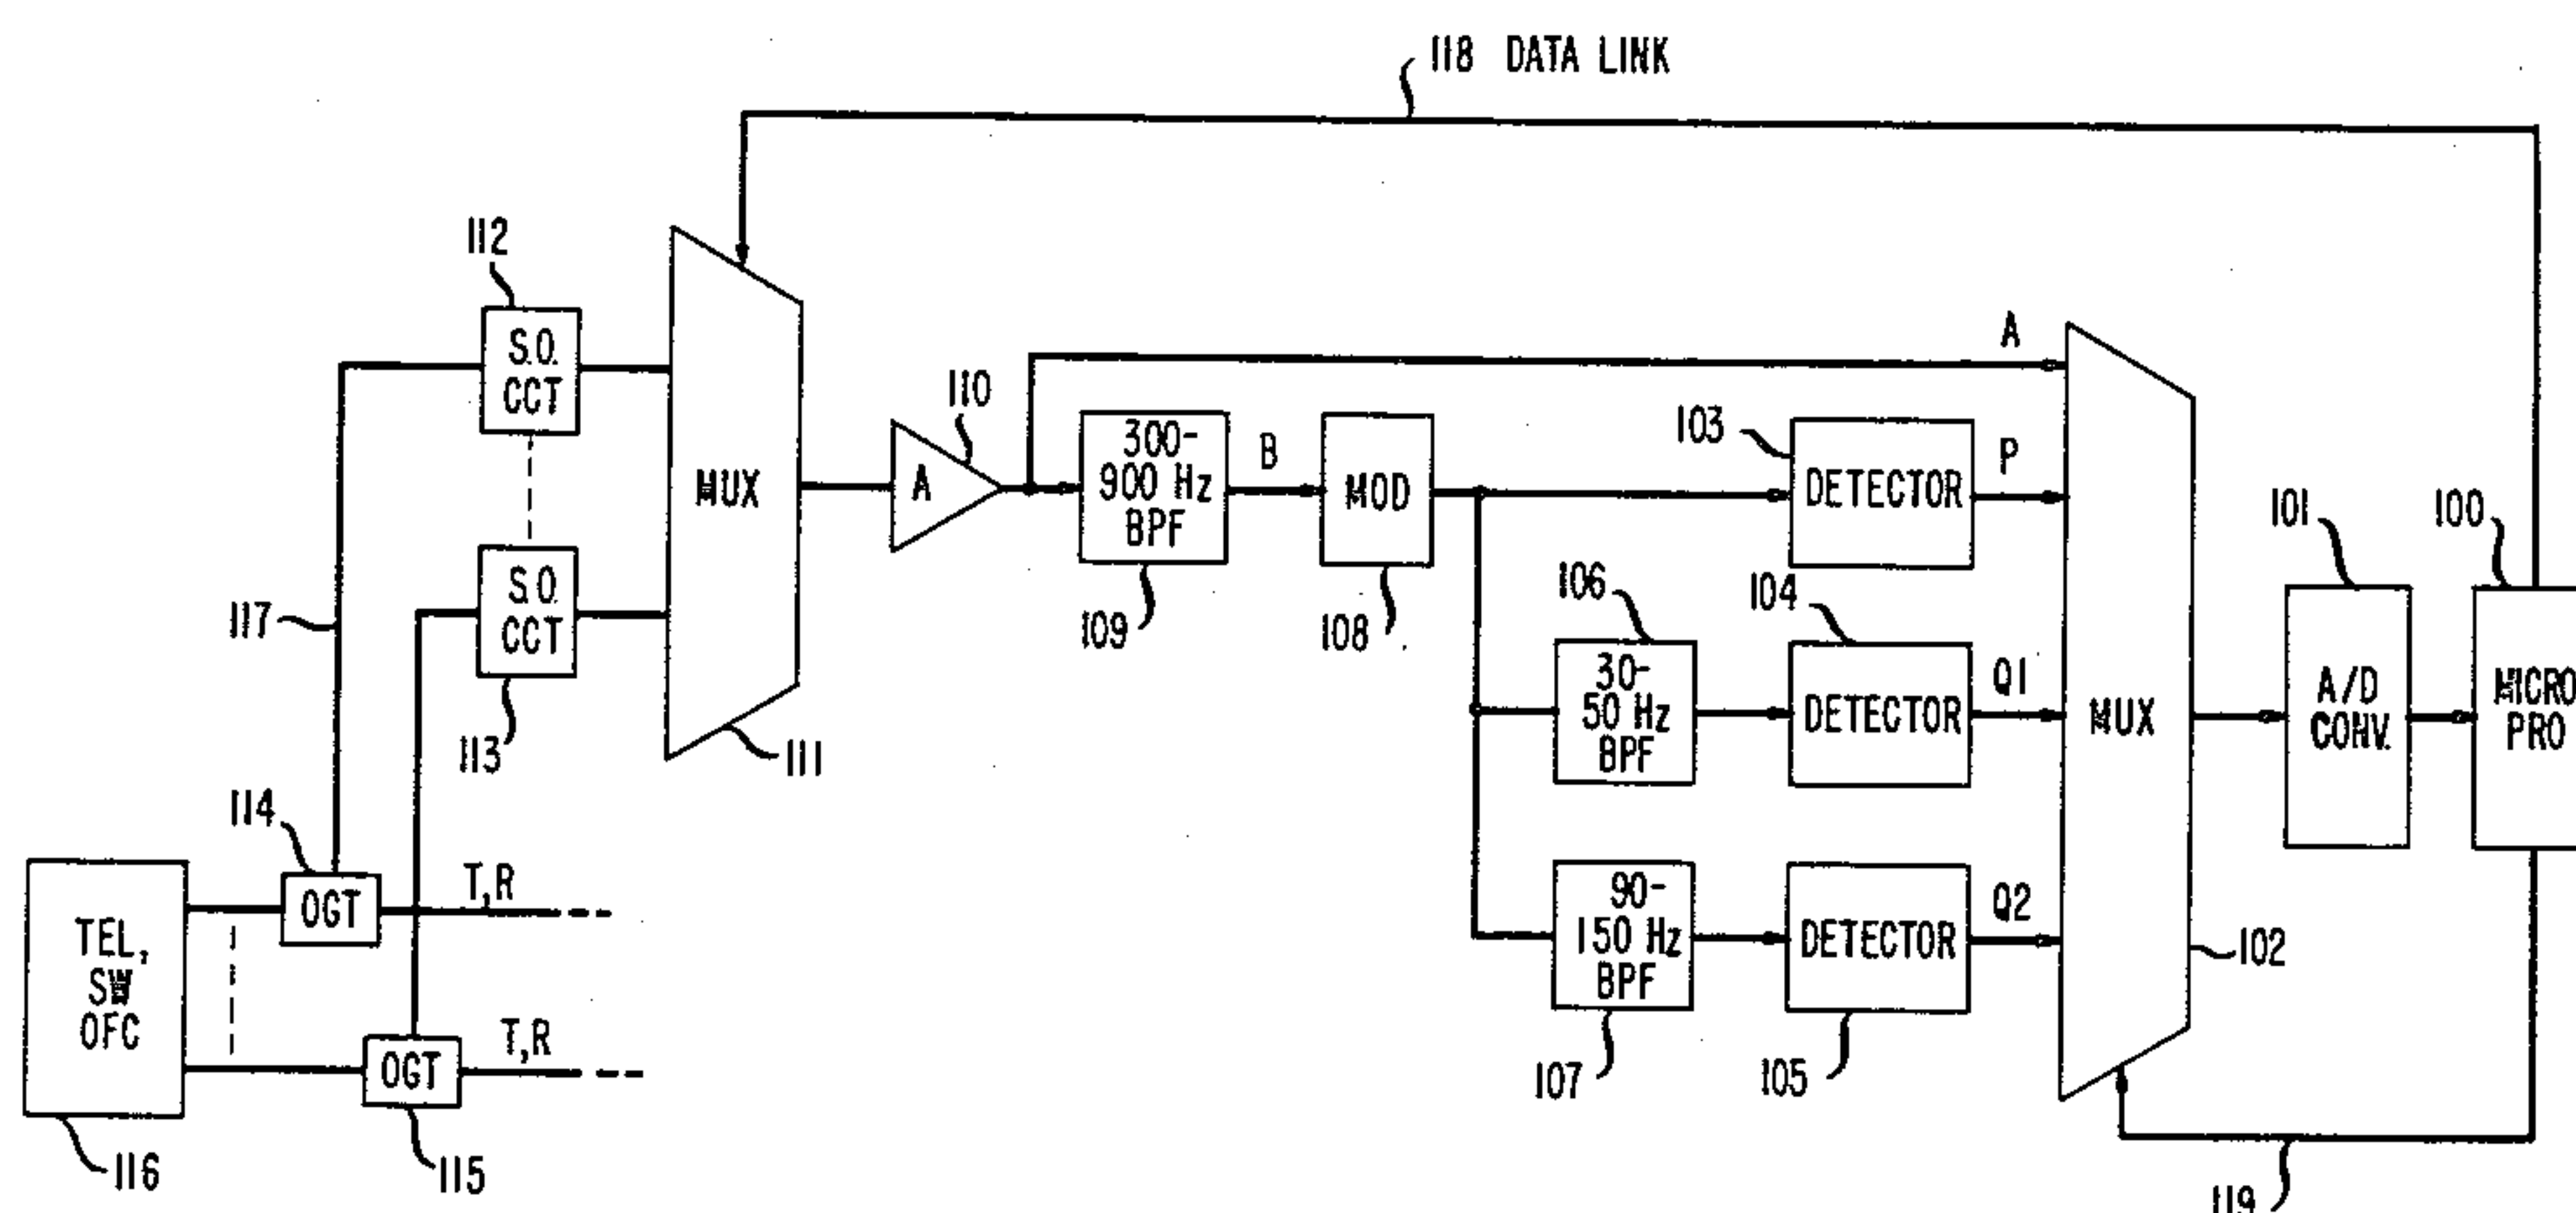 118 DATA LINK
112
S.O.
CCT
MUX
110
A
300-
900 Hz
BPF
109
B
MOD
108
A
103
DETECTOR
P
101
100
117
S.O
CCT
113
111
106
30-
50 Hz
BPF
104
DETECTOR
Q1
MUX
A/D
CONV.
MICRO
PRO
114
OGT
T,R
90-
150 Hz
BPF
107
DETECTOR
105
Q2
102
TEL,
SW
OFC
116
OGT
115
T,R
119